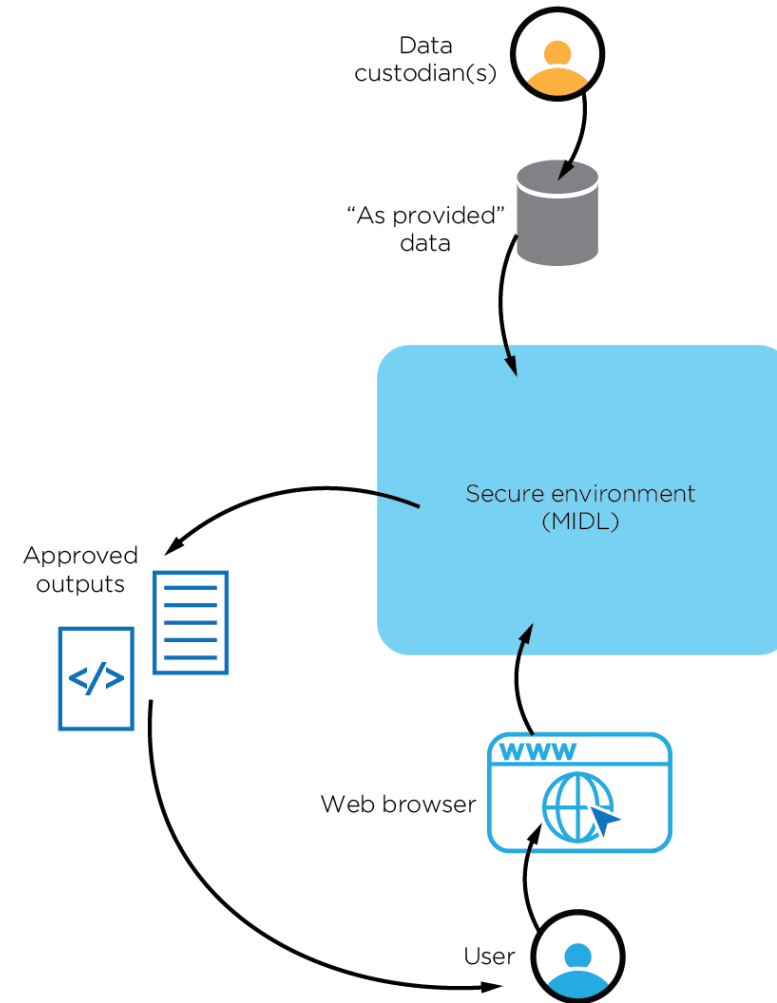 Data
custodian(s)
“As provided”
data
Secure environment
(MIDL)
Approved
outputs
</>
www
Web browser
User